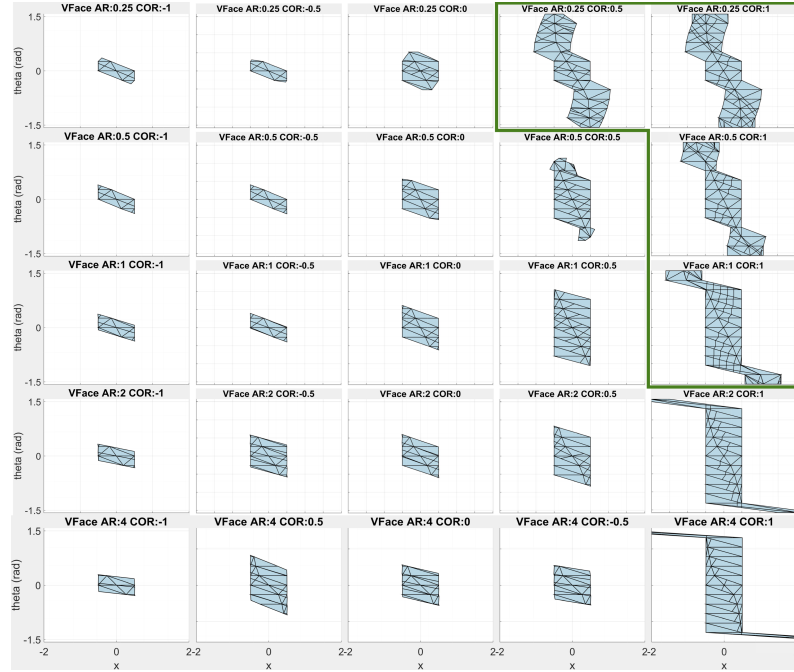 VFace AR:0.25 COR:-1 VFace AR:0.25 COR:-0.5 VFace AR:0.25 COR:0 VFace AR:0.25 COR:0.5 VFace AR:0.25 COR:1
1.5
theta (rad)
0
-1.5
VFace AR:0.5 COR:-1 VFace AR:0.5 COR:-0.5 VFace AR:0.5 COR:0 VFace AR:0.5 COR:0.5 VFace AR:0.5 COR:1
1.5
theta (rad)
0
-1.5
VFace AR:1 COR:-1 VFace AR:1 COR:-0.5 VFace AR:1 COR:0 VFace AR:1 COR:0.5 VFace AR:1 COR:1
1.5
theta (rad)
0
-1.5
VFace AR:2 COR:-1 VFace AR:2 COR:-0.5 VFace AR:2 COR:0 VFace AR:2 COR:0.5 VFace AR:2 COR:1
1.5
theta (rad)
0
-1.5
VFace AR:4 COR:-1 VFace AR:4 COR:0.5 VFace AR:4 COR:0 VFace AR:4 COR:-0.5 VFace AR:4 COR:1
1.5
theta (rad)
0
-1.5
-2 0 2-2 0 2-2 0 2-2 0 2-2 0
x x x x x